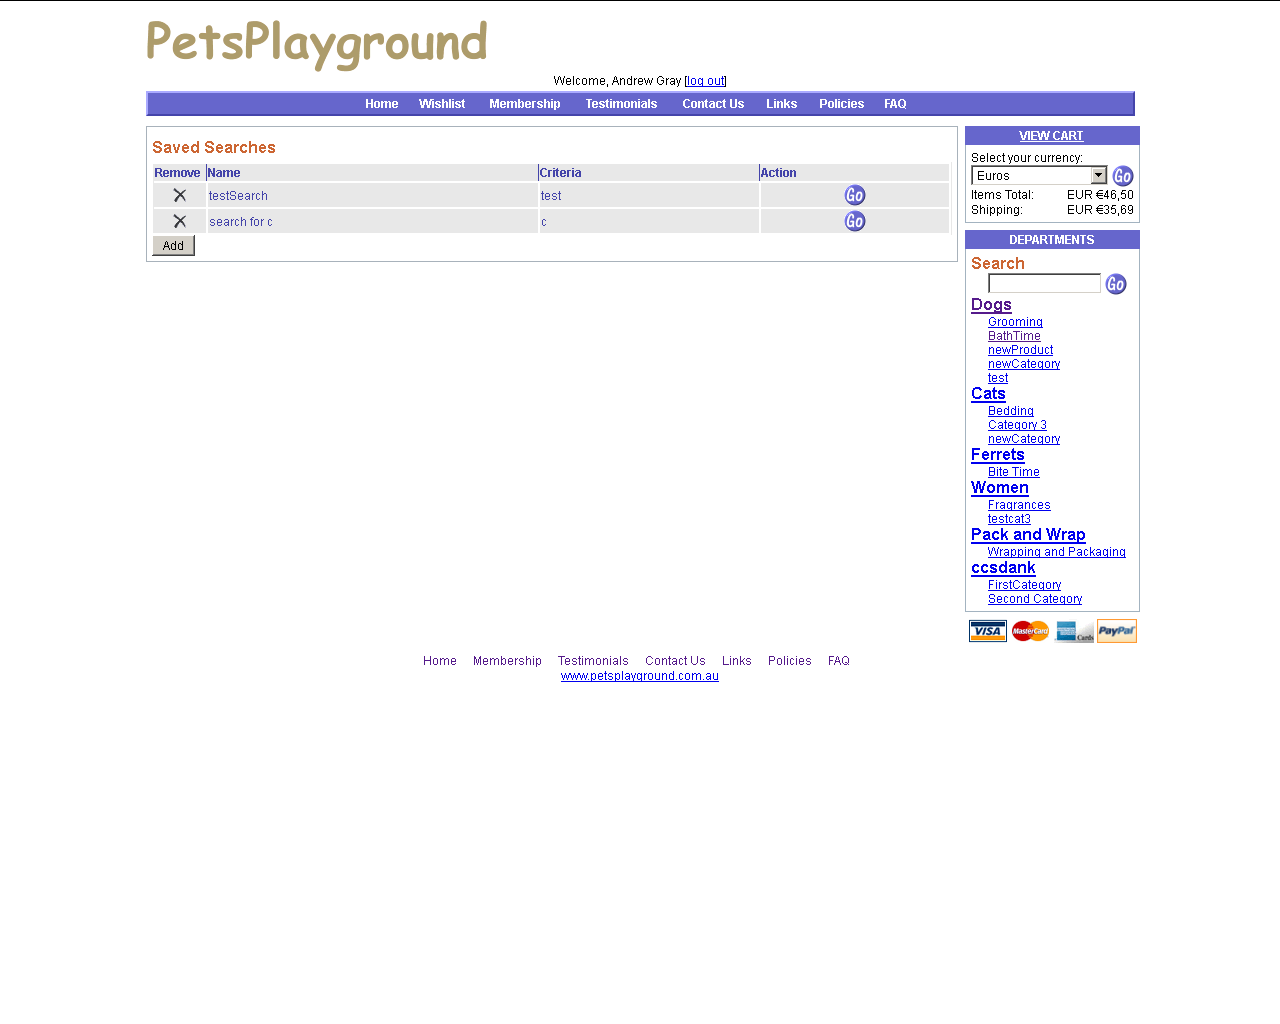 PetsPlayground
Welcome, Andrew Gray [log out]
Home Wishlist Membership Testimonials Contact Us Links Policies FAQ
Saved Searches
Remove Name Criteria Action
testSearch test Go
search for c c Go
Add
VIEW CART
Select your currency:
Euros Go
Items Total: EUR €46,50
Shipping: EUR €35,69
DEPARTMENTS
Search
Go
Dogs
Grooming
BathTime
newProduct
newCategory
test
Cats
Bedding
Category 3
newCategory
Ferrets
Bite Time
Women
Fragrances
testcat3
Pack and Wrap
Wrapping and Packaging
ccsdank
FirstCategory
Second Category
VISA MasterCard Cards PayPal
Home Membership Testimonials Contact Us Links Policies FAQ
www.petsplayground.com.au